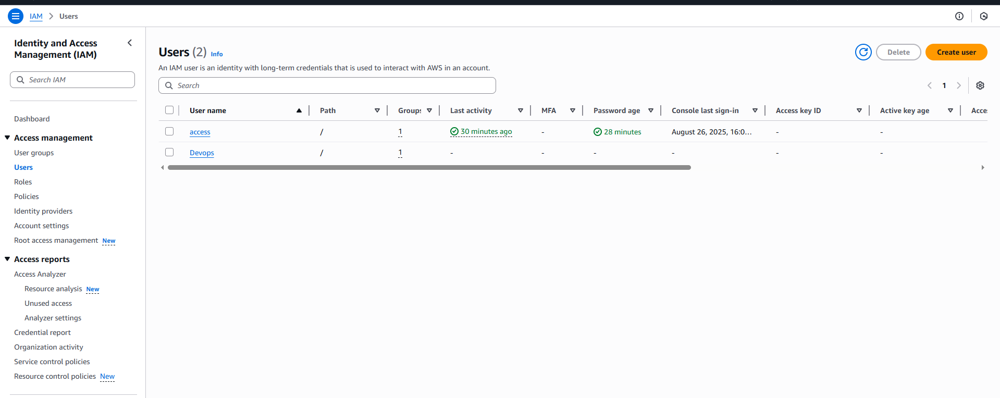 IAM > Users
Identity and Access
Management (IAM)
Search IAM
Dashboard
Access management
User groups
Users
Roles
Policies
Identity providers
Account settings
Root access management New
Access reports
Access Analyzer
Resource analysis New
Unused access
Analyzer settings
Credential report
Organization activity
Service control policies
Resource control policies New
Users (2) Info
Delete
Create user
An IAM user is an identity with long-term credentials that is used to interact with AWS in an account.
Search
1
User name Path Groups Last activity MFA Password age Console last sign-in Access key ID Active key age Acce
access / 1 30 minutes ago - 28 minutes August 26, 2025, 16:0... - -
Devops / 1 - - - - - -